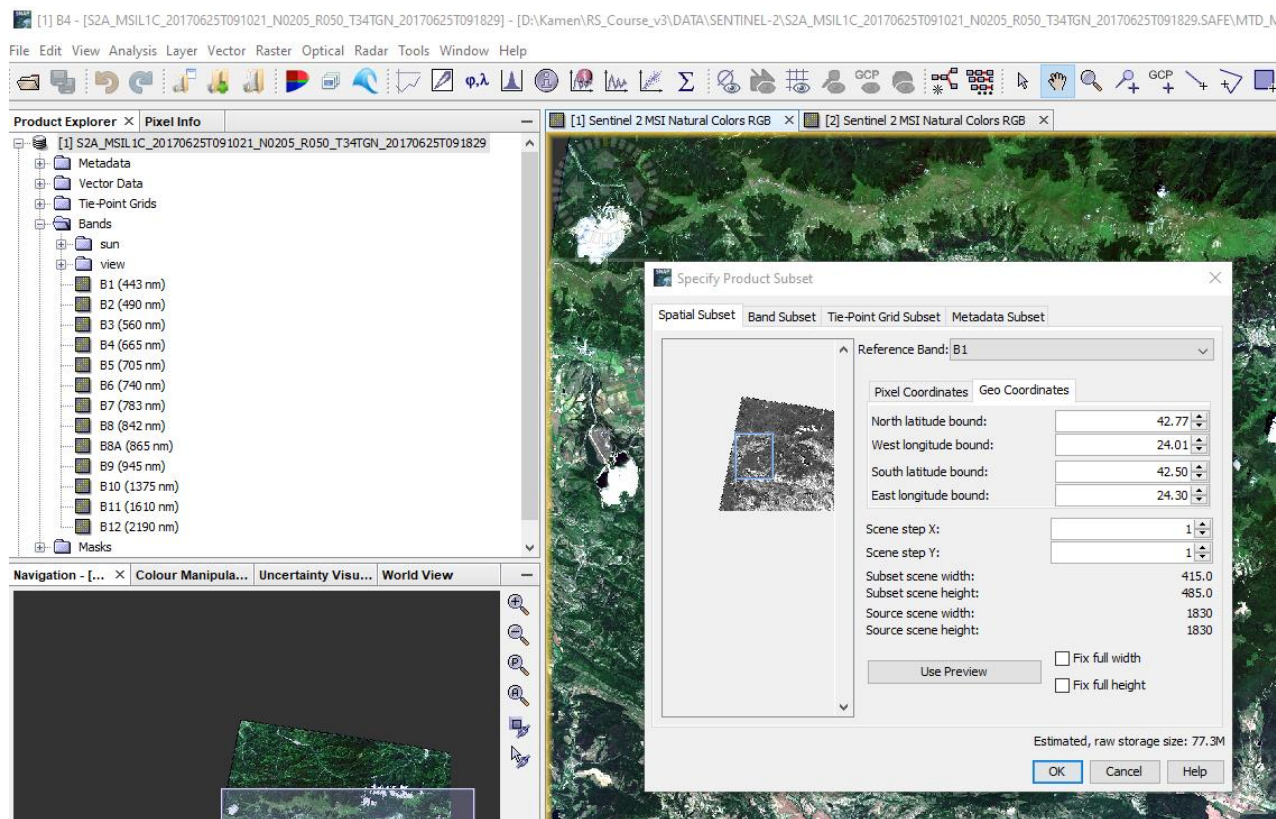 [1] B4 - [S2A_MSIL1C_20170625T091021_N0205_R050_T34TGN_20170625T091829] - [D:\Kamen\RS_Course_v3\DATA\SENTINEL-2\S2A_MSIL1C_20170625T091021_N0205_R050_T34TGN_20170625T091829.SAFE\MTD_M
File Edit View Analysis Layer Vector Raster Optical Radar Tools Window Help
φ,λ Σ GCP GCP
Product Explorer × Pixel Info
[1] Sentinel 2 MSI Natural Colors RGB × [2] Sentinel 2 MSI Natural Colors RGB ×
[1] S2A_MSIL1C_20170625T091021_N0205_R050_T34TGN_20170625T091829
Metadata
Vector Data
Tie-Point Grids
Bands
sun
view
B1 (443 nm)
B2 (490 nm)
B3 (560 nm)
B4 (665 nm)
B5 (705 nm)
B6 (740 nm)
B7 (783 nm)
B8 (842 nm)
B8A (865 nm)
B9 (945 nm)
B10 (1375 nm)
B11 (1610 nm)
B12 (2190 nm)
Masks
Navigation - [... × Colour Manipula... Uncertainty Visu... World View
SNAP Specify Product Subset
Spatial Subset Band Subset Tie-Point Grid Subset Metadata Subset
Reference Band: B1
Pixel Coordinates Geo Coordinates
North latitude bound: 42.77
West longitude bound: 24.01
South latitude bound: 42.50
East longitude bound: 24.30
Scene step X: 1
Scene step Y: 1
Subset scene width: 415.0
Subset scene height: 485.0
Source scene width: 1830
Source scene height: 1830
Use Preview
Fix full width
Fix full height
Estimated, raw storage size: 77.3M
OK Cancel Help